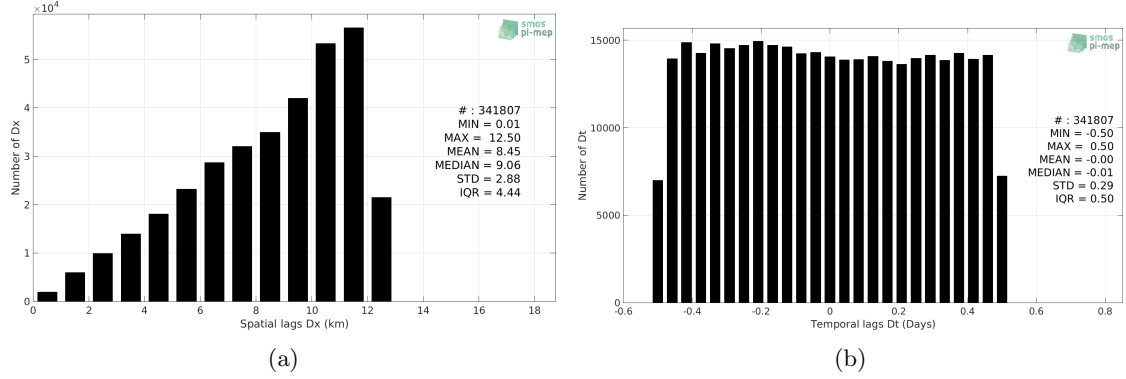 ×10⁴
5
4
3
2
1
0
Number of Dx
0 2 4 6 8 10 12 14 16 18
Spatial lags Dx (km)
smos
pi-mep
# : 341807
MIN = 0.01
MAX = 12.50
MEAN = 8.45
MEDIAN = 9.06
STD = 2.88
IQR = 4.44
(a)
15000
10000
5000
0
Number of Dt
-0.6 -0.4 -0.2 0 0.2 0.4 0.6 0.8
Temporal lags Dt (Days)
smos
pi-mep
# : 341807
MIN = -0.50
MAX = 0.50
MEAN = -0.00
MEDIAN = -0.01
STD = 0.29
IQR = 0.50
(b)